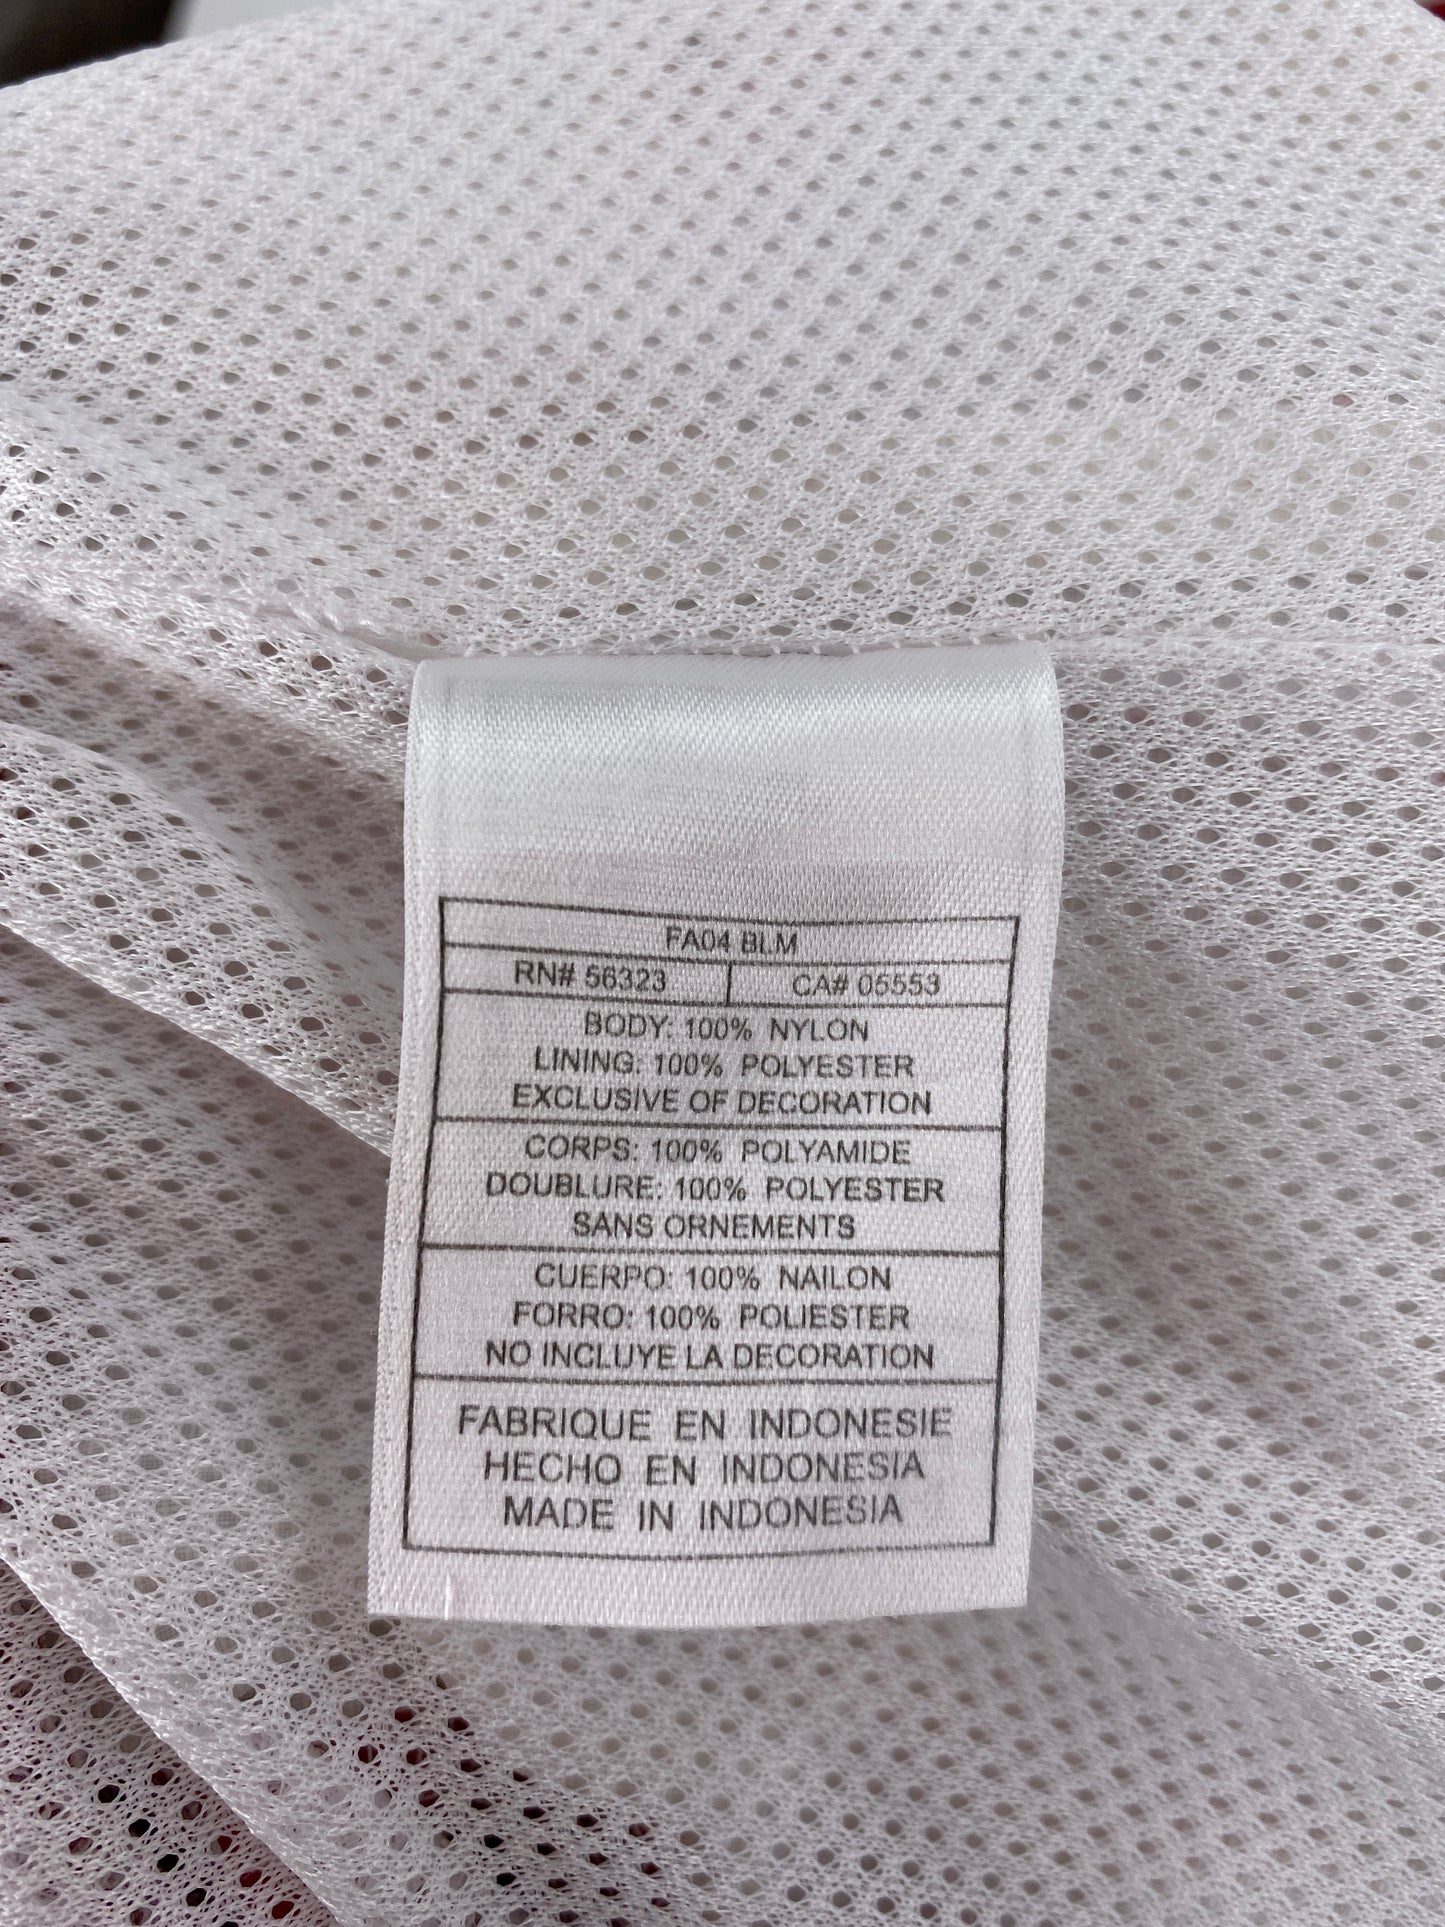 FA04 BLM
RN# 56323 CA# 05553
BODY: 100% NYLON
LINING: 100% POLYESTER
EXCLUSIVE OF DECORATION
CORPS: 100% POLYAMIDE
DOUBLURE: 100% POLYESTER
SANS ORNEMENTS
CUERPO: 100% NAILON
FORRO: 100% POLIESTER
NO INCLUYE LA DECORATION
FABRIQUE EN INDONESIE
HECHO EN INDONESIA
MADE IN INDONESIA